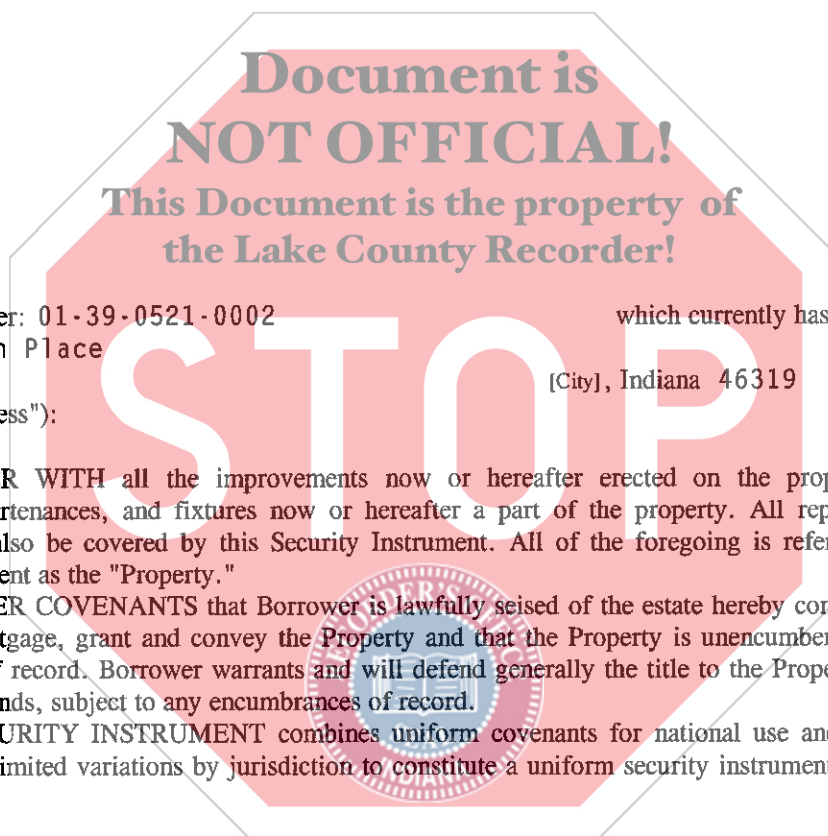 Document is
NOT OFFICIAL!
This Document is the property of
the Lake County Recorder!
er: 01-39-0521-0002 which currently has
n Place
[City], Indiana 46319
ess"):
STOP
R WITH all the improvements now or hereafter erected on the prop
rtenances, and fixtures now or hereafter a part of the property. All rep
also be covered by this Security Instrument. All of the foregoing is refer
ent as the "Property."
ER COVENANTS that Borrower is lawfully seised of the estate hereby con
tgage, grant and convey the Property and that the Property is unencumber
f record. Borrower warrants and will defend generally the title to the Prope
nds, subject to any encumbrances of record.
URITY INSTRUMENT combines uniform covenants for national use and
imited variations by jurisdiction to constitute a uniform security instrument
SEAL
INDIANA